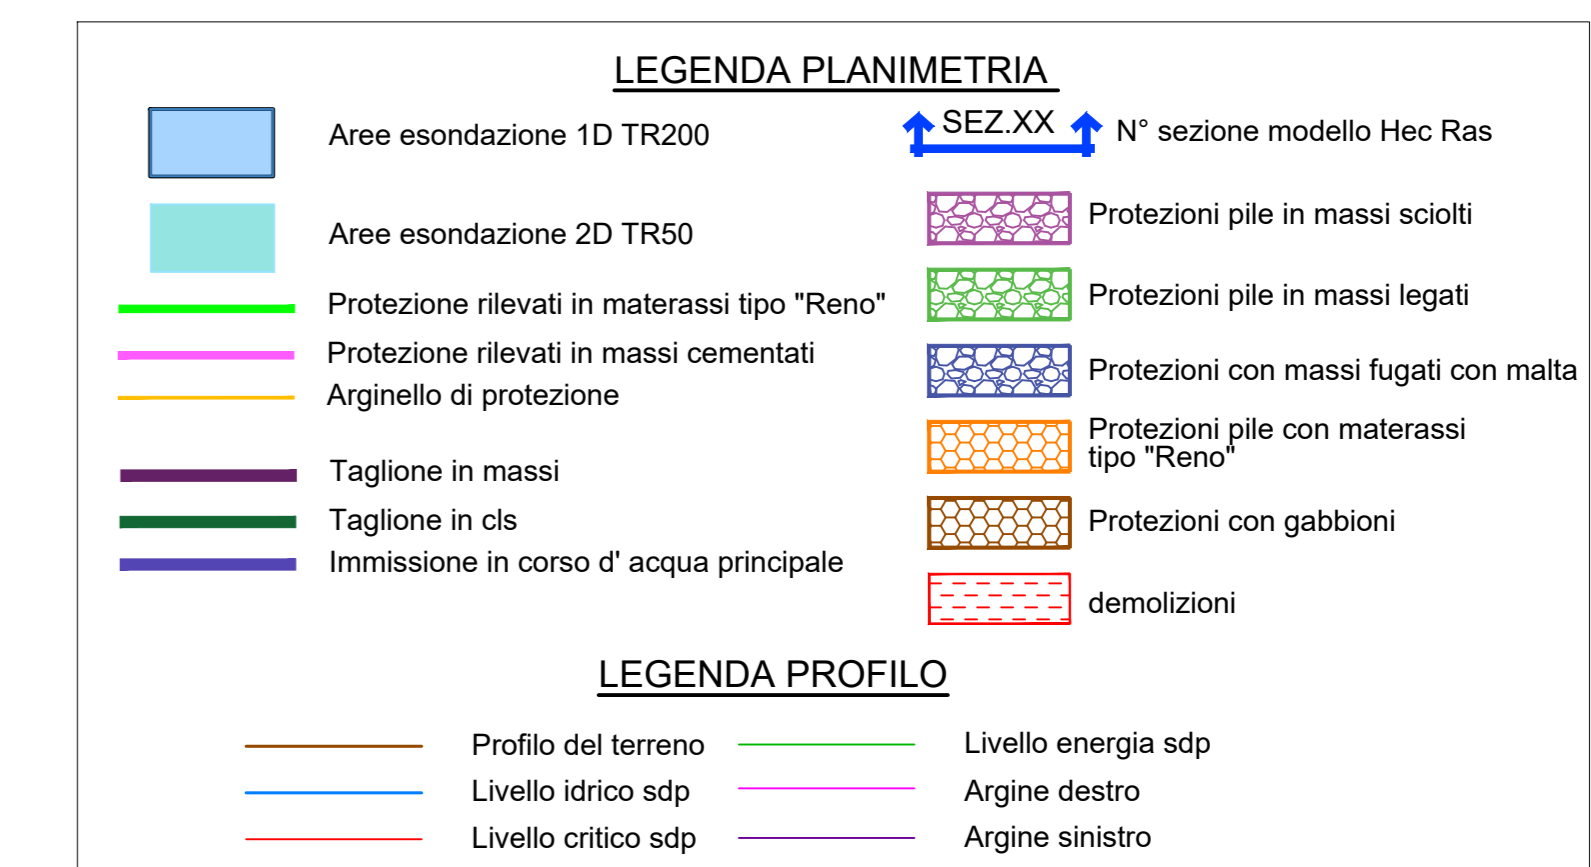 LEGENDA PLANIMETRIA
Aree esondazione 1D TR200
Aree esondazione 2D TR50
Protezione rilevati in materassi tipo "Reno"
Protezione rilevati in massi cementati
Arginello di protezione
Taglione in massi
Taglione in cls
Immissione in corso d' acqua principale
SEZ.XX
N° sezione modello Hec Ras
Protezioni pile in massi sciolti
Protezioni pile in massi legati
Protezioni con massi fugati con malta
Protezioni pile con materassi
tipo "Reno"
Protezioni con gabbioni
demolizioni
LEGENDA PROFILO
Profilo del terreno
Livello idrico sdp
Livello critico sdp
Livello energia sdp
Argine destro
Argine sinistro